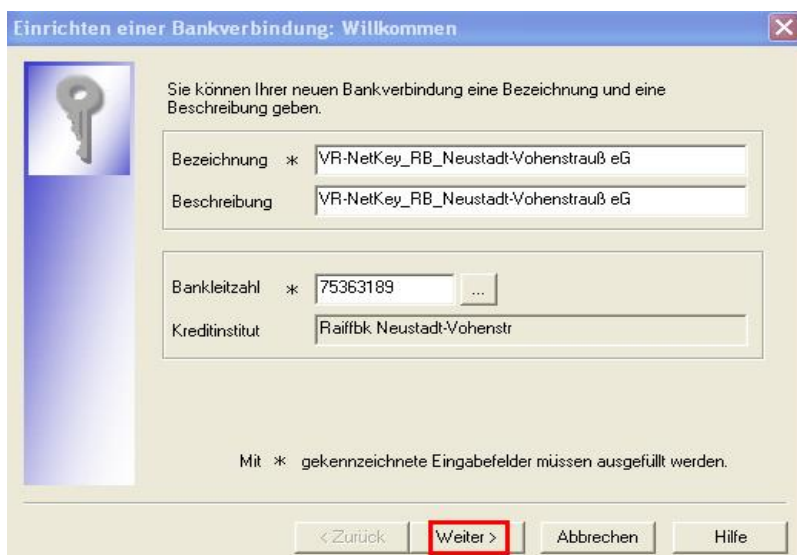 Einrichten einer Bankverbindung: Willkommen
Sie können Ihrer neuen Bankverbindung eine Bezeichnung und eine
Beschreibung geben.
Bezeichnung * VR-NetKey_RB_Neustadt-Vohenstrauß eG
Beschreibung VR-NetKey_RB_Neustadt-Vohenstrauß eG
Bankleitzahl * 75363189 ...
Kreditinstitut Raiffbk Neustadt-Vohenstr
Mit * gekennzeichnete Eingabefelder müssen ausgefüllt werden.
< Zurück Weiter > Abbrechen Hilfe